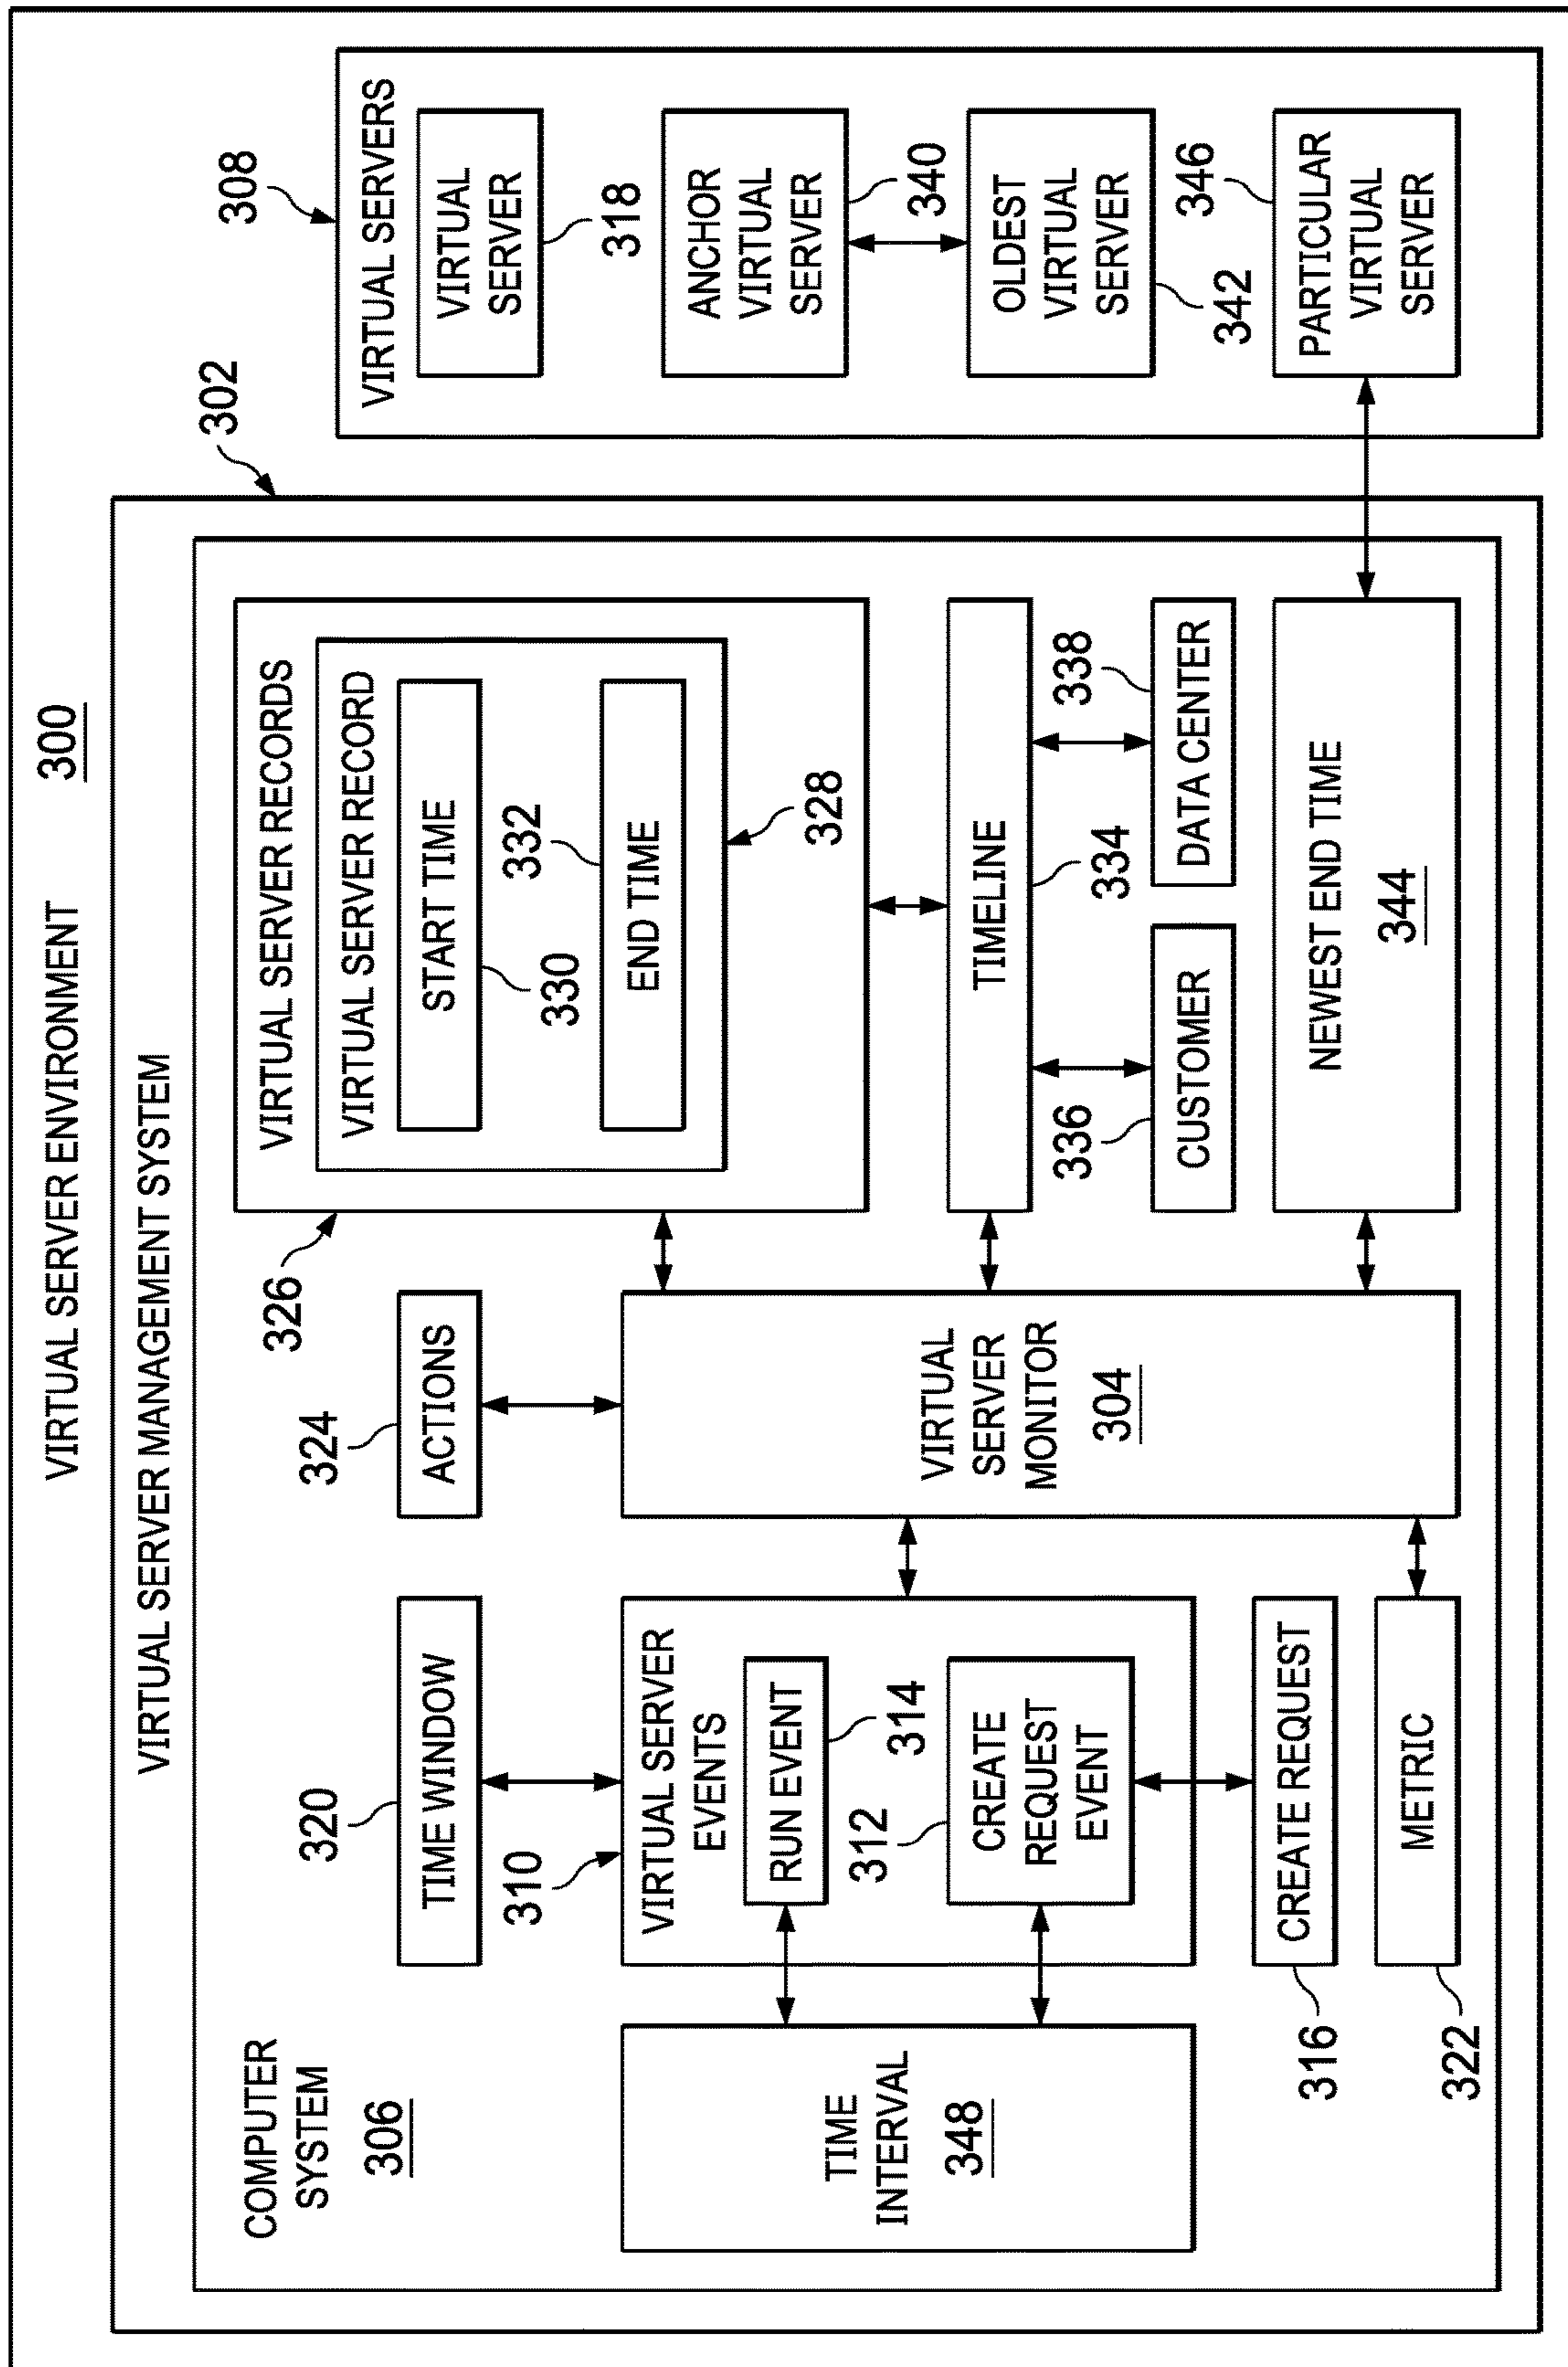 VIRTUAL SERVER ENVIRONMENT
300
VIRTUAL SERVER MANAGEMENT SYSTEM
302
308
COMPUTER
SYSTEM
306
320
TIME WINDOW
310
VIRTUAL SERVER
EVENTS
RUN EVENT
314
312
CREATE
REQUEST
EVENT
TIME
INTERVAL
348
CREATE REQUEST
316
METRIC
322
324
ACTIONS
VIRTUAL
SERVER
MONITOR
304
326
VIRTUAL SERVER RECORDS
VIRTUAL SERVER RECORD
START TIME
330
332
END TIME
328
TIMELINE
334
336
CUSTOMER
338
DATA CENTER
NEWEST END TIME
344
VIRTUAL SERVERS
VIRTUAL
SERVER
318
ANCHOR
VIRTUAL
SERVER
340
OLDEST
VIRTUAL
SERVER
342
346
PARTICULAR
VIRTUAL
SERVER